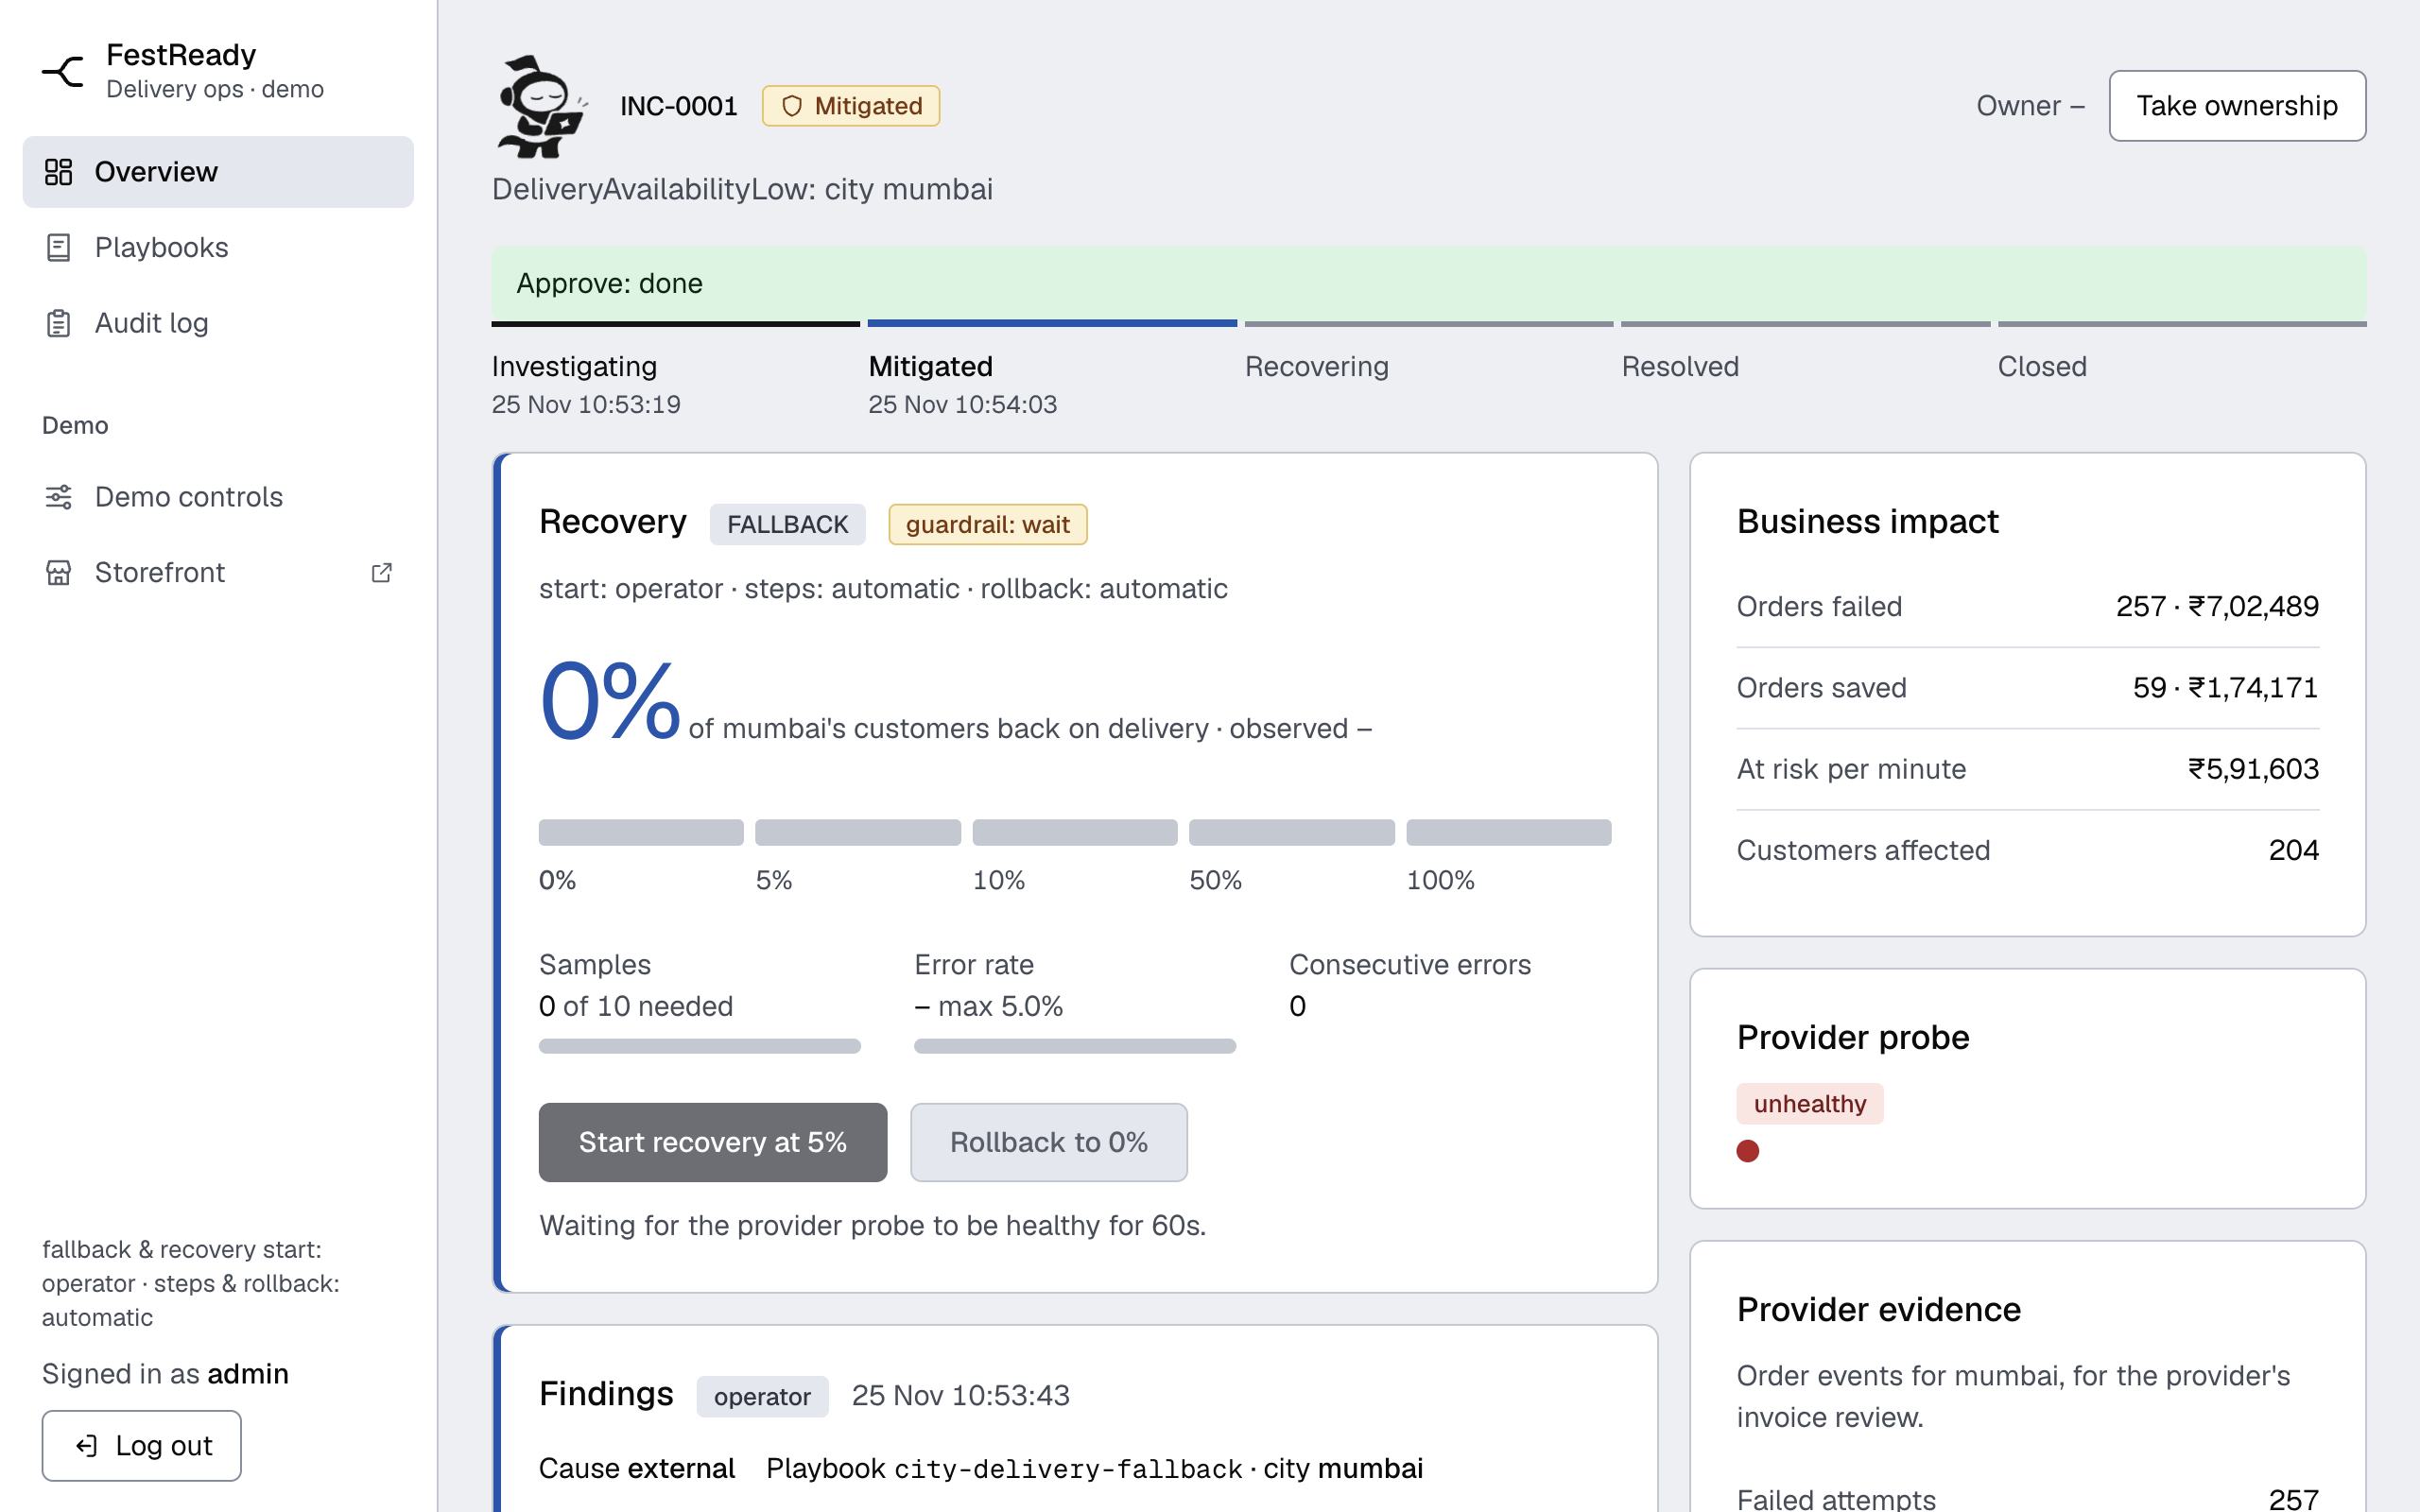 FestReady
Delivery ops · demo
Overview
Playbooks
Audit log
Demo
Demo controls
Storefront
fallback & recovery start:
operator · steps & rollback:
automatic
Signed in as admin
Log out
INC-0001
Mitigated
Owner –
Take ownership
DeliveryAvailabilityLow: city mumbai
Approve: done
Investigating
25 Nov 10:53:19
Mitigated
25 Nov 10:54:03
Recovering
Resolved
Closed
Recovery
FALLBACK
guardrail: wait
start: operator · steps: automatic · rollback: automatic
0% of mumbai's customers back on delivery · observed –
0%
5%
10%
50%
100%
Samples
0 of 10 needed
Error rate
– max 5.0%
Consecutive errors
0
Start recovery at 5%
Rollback to 0%
Waiting for the provider probe to be healthy for 60s.
Findings
operator
25 Nov 10:53:43
Cause external Playbook city-delivery-fallback · city mumbai
Business impact
Orders failed 257 · ₹7,02,489
Orders saved 59 · ₹1,74,171
At risk per minute ₹5,91,603
Customers affected 204
Provider probe
unhealthy
Provider evidence
Order events for mumbai, for the provider's
invoice review.
Failed attempts 257